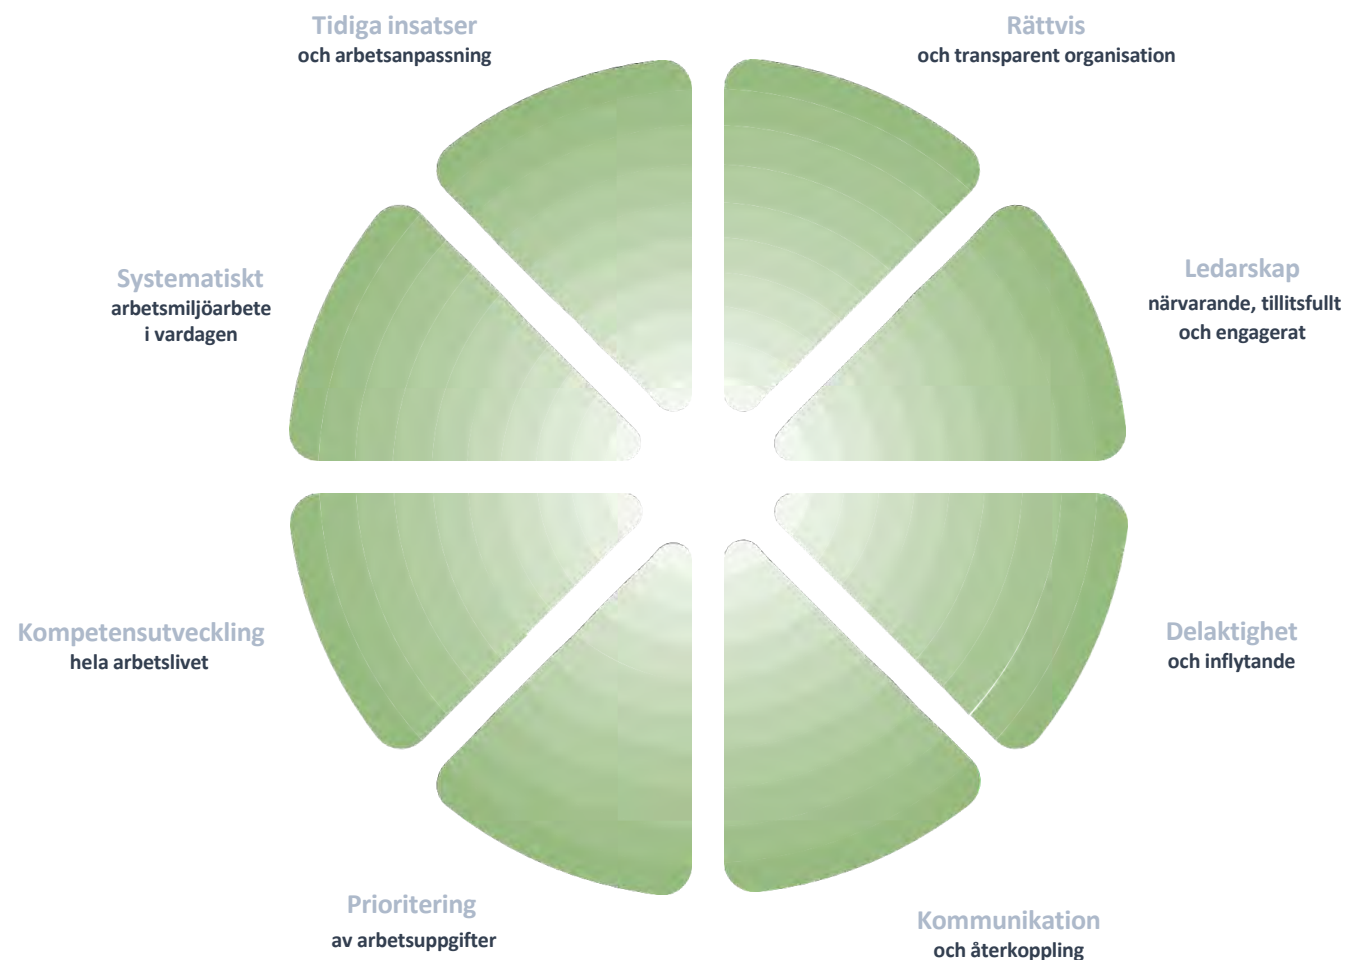 Tidiga insatser
och arbetsanpassning
Rättvis
och transparent organisation
Systematiskt
arbetsmiljöarbete
i vardagen
Ledarskap
närvarande, tillitsfullt
och engagerat
Kompetensutveckling
hela arbetslivet
Delaktighet
och inflytande
Prioritering
av arbetsuppgifter
Kommunikation
och återkoppling